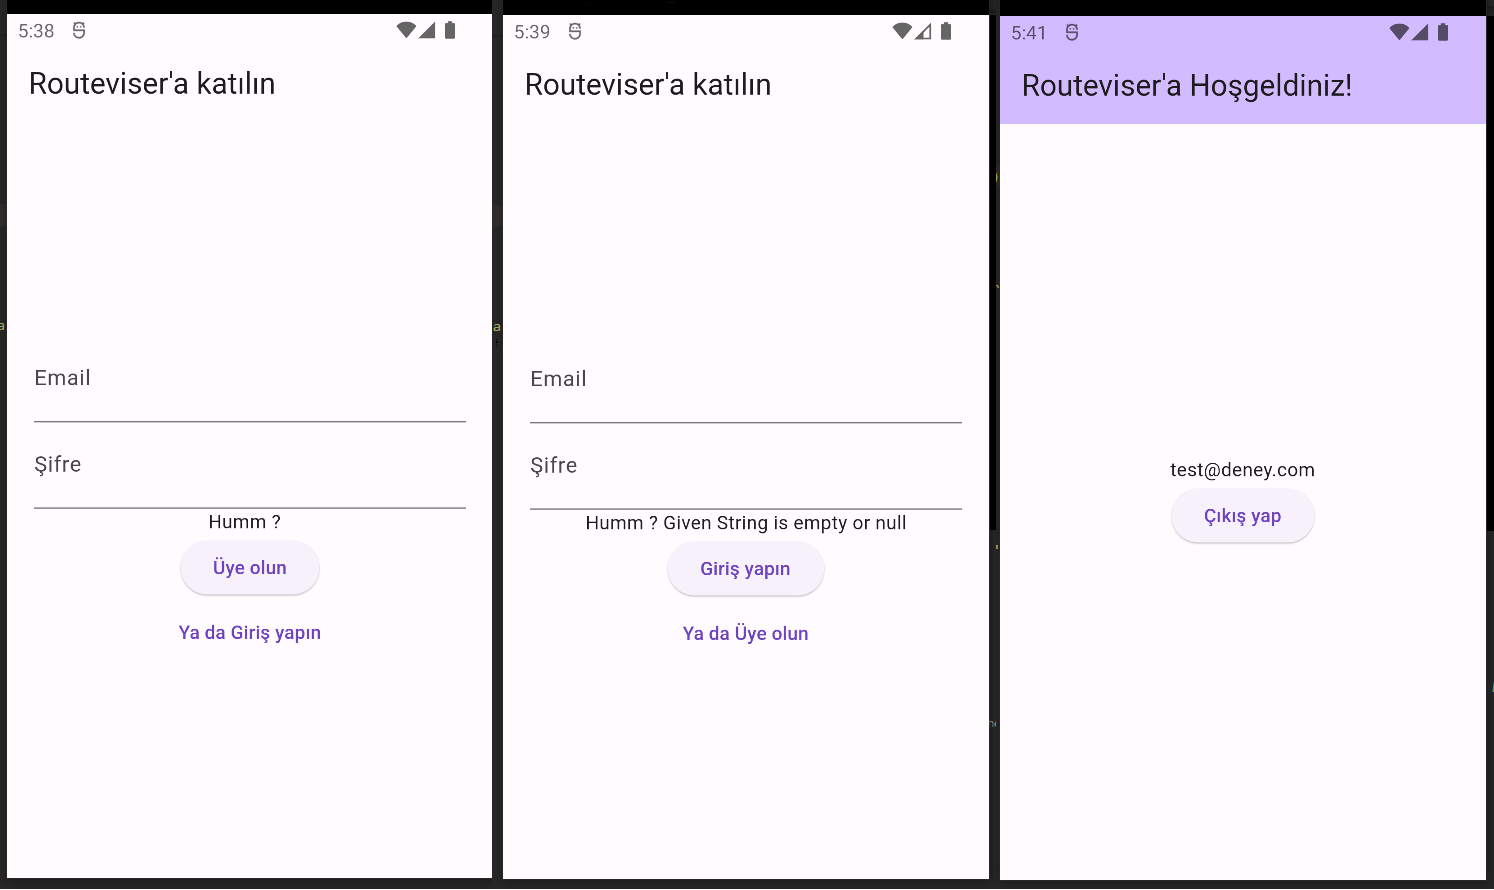 5:38
Routeviser'a katılın
Email
Şifre
Humm ?
Üye olun
Ya da Giriş yapın
5:39
Routeviser'a katılın
Email
Şifre
Humm ? Given String is empty or null
Giriş yapın
Ya da Üye olun
5:41
Routeviser'a Hoşgeldiniz!
test@deney.com
Çıkış yap